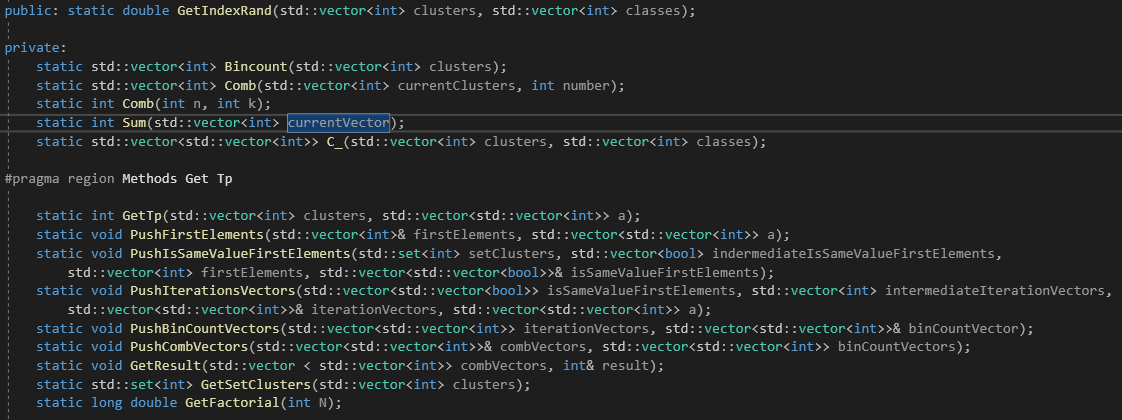 public: static double GetIndexRand(std::vector<int> clusters, std::vector<int> classes);
private:
static std::vector<int> Bincount(std::vector<int> clusters);
static std::vector<int> Comb(std::vector<int> currentClusters, int number);
static int Comb(int n, int k);
static int Sum(std::vector<int> currentVector);
static std::vector<std::vector<int>> C_(std::vector<int> clusters, std::vector<int> classes);
#pragma region Methods Get Tp
static int GetTp(std::vector<int> clusters, std::vector<std::vector<int>> a);
static void PushFirstElements(std::vector<int>& firstElements, std::vector<std::vector<int>> a);
static void PushIsSameValueFirstElements(std::set<int> setClusters, std::vector<bool> indermediateIsSameValueFirstElements,
std::vector<int> firstElements, std::vector<std::vector<bool>>& isSameValueFirstElements);
static void PushIterationsVectors(std::vector<std::vector<bool>> isSameValueFirstElements, std::vector<int> intermediateIterationVectors,
std::vector<std::vector<int>>& iterationVectors, std::vector<std::vector<int>> a);
static void PushBinCountVectors(std::vector<std::vector<int>> iterationVectors, std::vector<std::vector<int>>& binCountVector);
static void PushCombVectors(std::vector<std::vector<int>>& combVectors, std::vector<std::vector<int>> binCountVectors);
static void GetResult(std::vector < std::vector<int>> combVectors, int& result);
static std::set<int> GetSetClusters(std::vector<int> clusters);
static long double GetFactorial(int N);